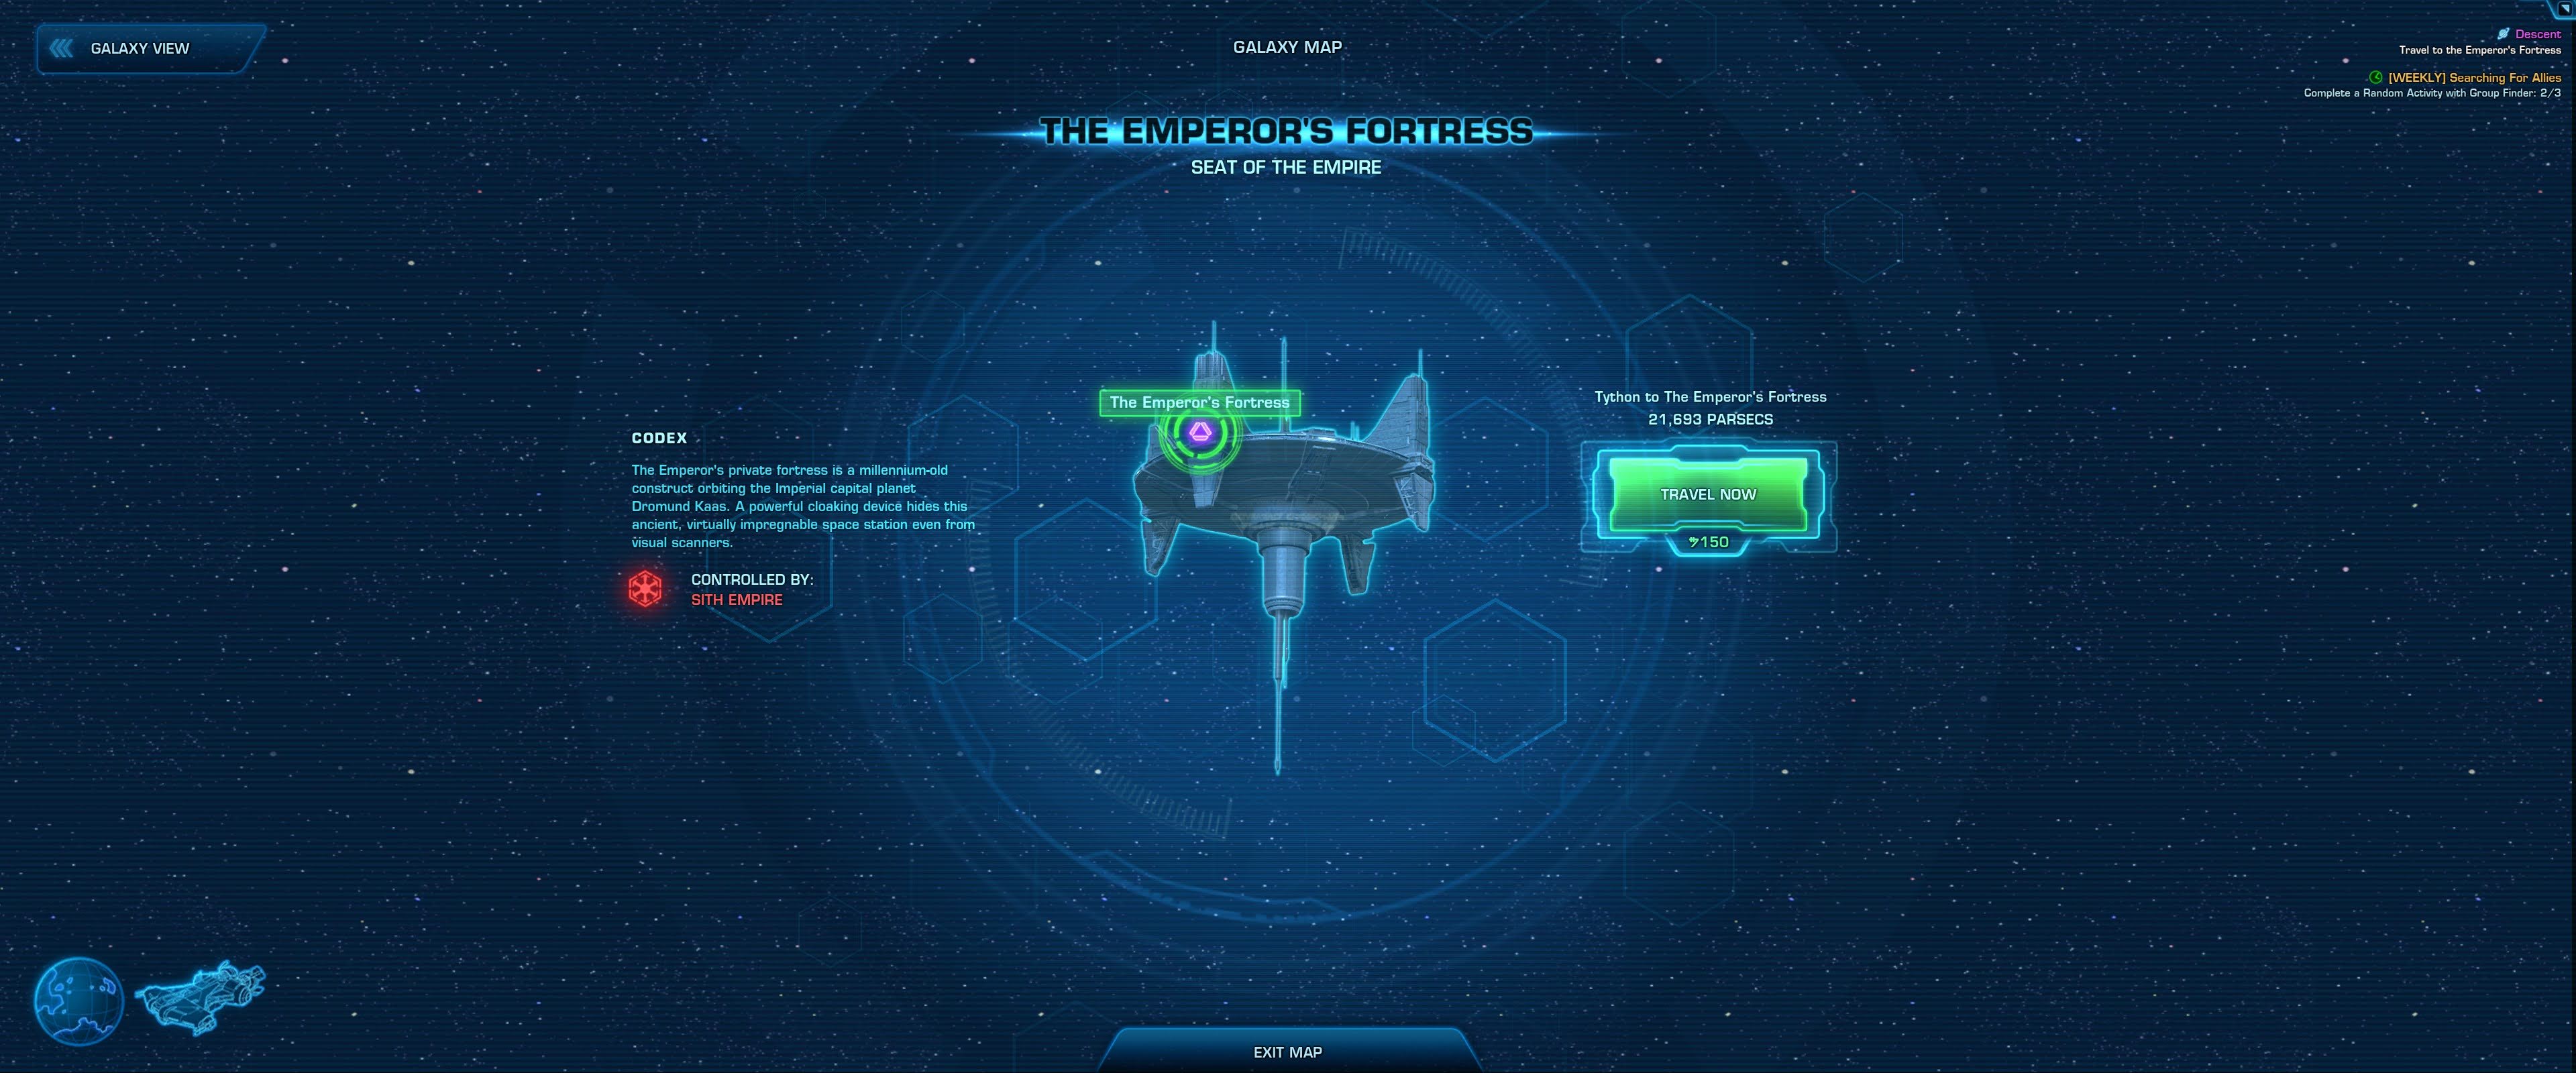 GALAXY VIEW
GALAXY MAP
Descent
Travel to the Emperor's Fortress
[WEEKLY] Searching For Allies
Complete a Random Activity with Group Finder: 2/3
THE EMPEROR'S FORTRESS
SEAT OF THE EMPIRE
The Emperor's Fortress
CODEX
The Emperor's private fortress is a millennium-old
construct orbiting the Imperial capital planet
Dromund Kaas. A powerful cloaking device hides this
ancient, virtually impregnable space station even from
visual scanners.
CONTROLLED BY:
SITH EMPIRE
Tython to The Emperor's Fortress
21,693 PARSECS
TRAVEL NOW
150
EXIT MAP